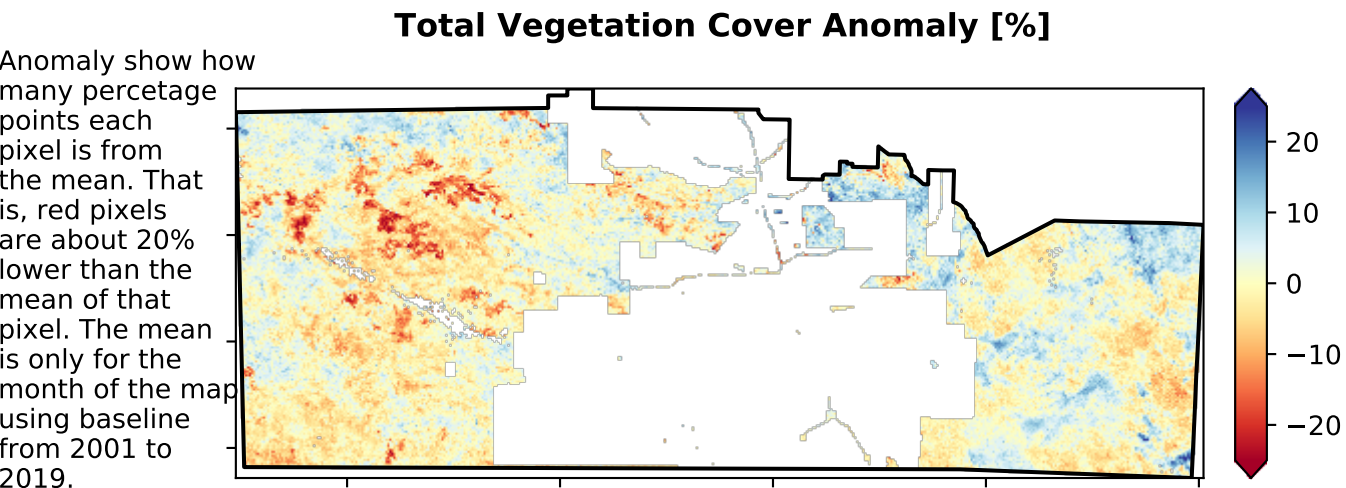 Total Vegetation Cover Anomaly [%]
Anomaly show how
many percetage
points each
pixel is from
the mean. That
is, red pixels
are about 20%
lower than the
mean of that
pixel. The mean
is only for the
month of the map
using baseline
from 2001 to
2019.
20
10
0
−10
−20